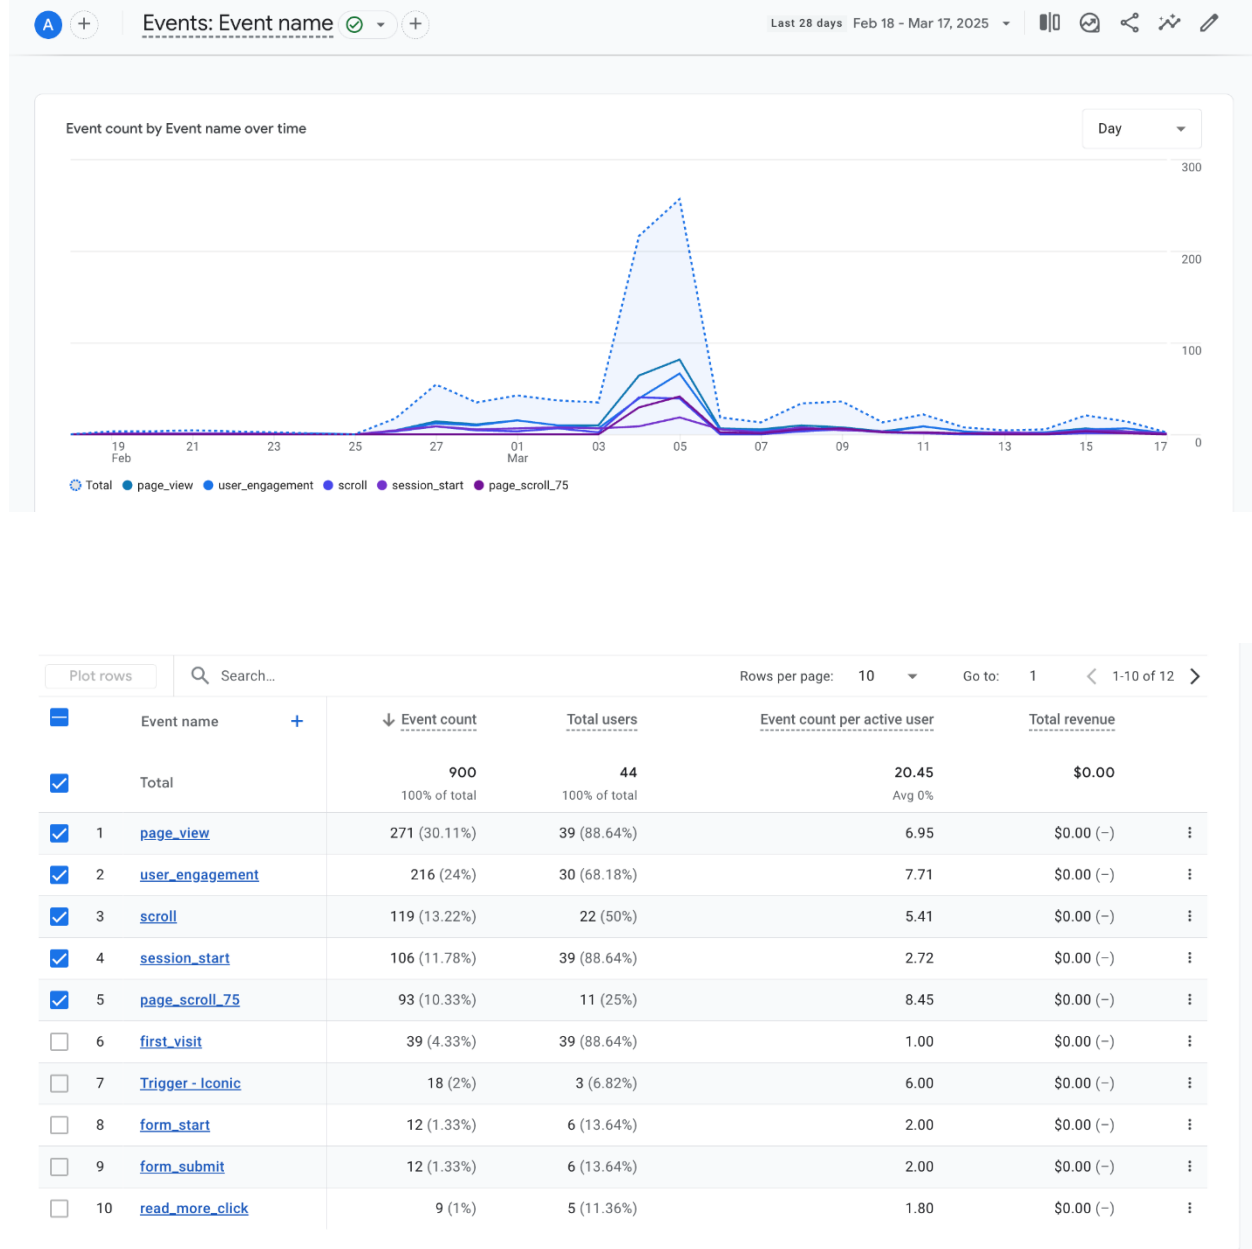 A + Events: Event name + Last 28 days Feb 18 - Mar 17, 2025
Event count by Event name over time
Day
300
200
100
0
19 21 23 25 27 01 03 05 07 09 11 13 15 17
Feb Mar
Total page_view user_engagement scroll session_start page_scroll_75
Plot rows Search... Rows per page: 10 Go to: 1 1-10 of 12
Event name + Event count Total users Event count per active user Total revenue
Total 900 44 20.45 $0.00
100% of total 100% of total Avg 0%
1 page_view 271 (30.11%) 39 (88.64%) 6.95 $0.00 (–)
2 user_engagement 216 (24%) 30 (68.18%) 7.71 $0.00 (–)
3 scroll 119 (13.22%) 22 (50%) 5.41 $0.00 (–)
4 session_start 106 (11.78%) 39 (88.64%) 2.72 $0.00 (–)
5 page_scroll_75 93 (10.33%) 11 (25%) 8.45 $0.00 (–)
6 first_visit 39 (4.33%) 39 (88.64%) 1.00 $0.00 (–)
7 Trigger - Iconic 18 (2%) 3 (6.82%) 6.00 $0.00 (–)
8 form_start 12 (1.33%) 6 (13.64%) 2.00 $0.00 (–)
9 form_submit 12 (1.33%) 6 (13.64%) 2.00 $0.00 (–)
10 read_more_click 9 (1%) 5 (11.36%) 1.80 $0.00 (–)